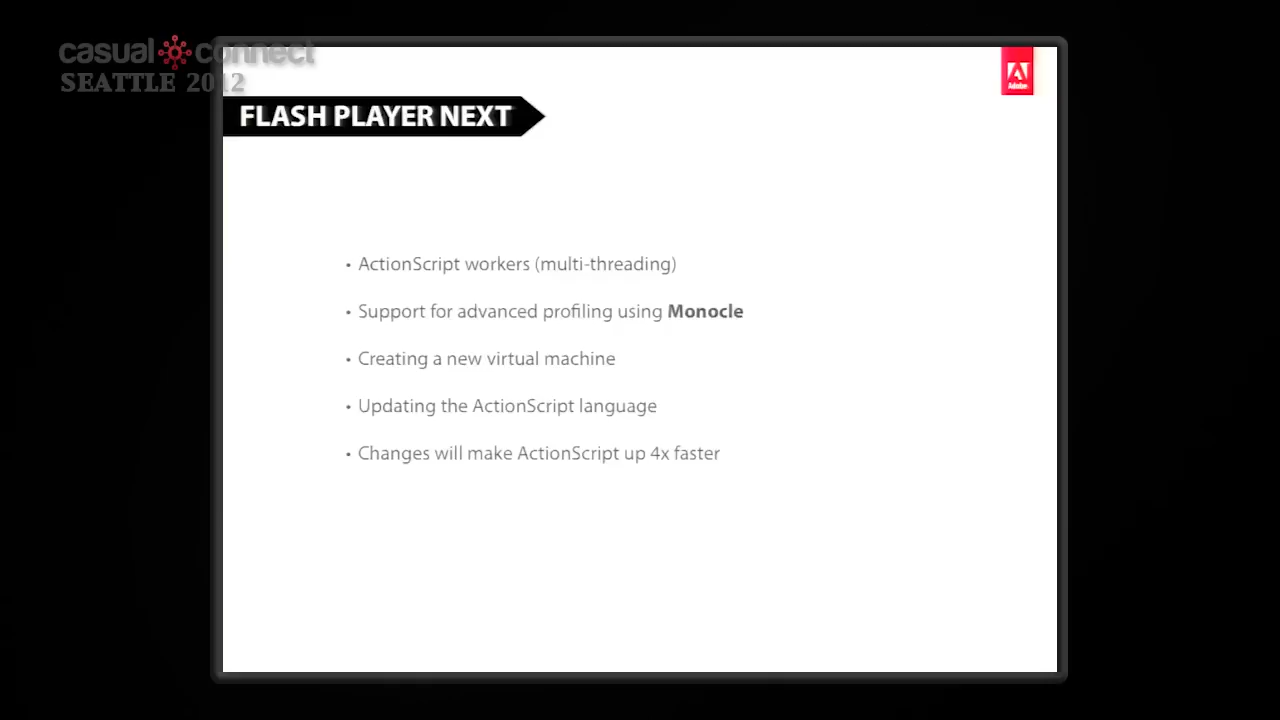 casual connect
SEATTLE 2012
Adobe
FLASH PLAYER NEXT
• ActionScript workers (multi-threading)
• Support for advanced profiling using Monocle
• Creating a new virtual machine
• Updating the ActionScript language
• Changes will make ActionScript up 4x faster